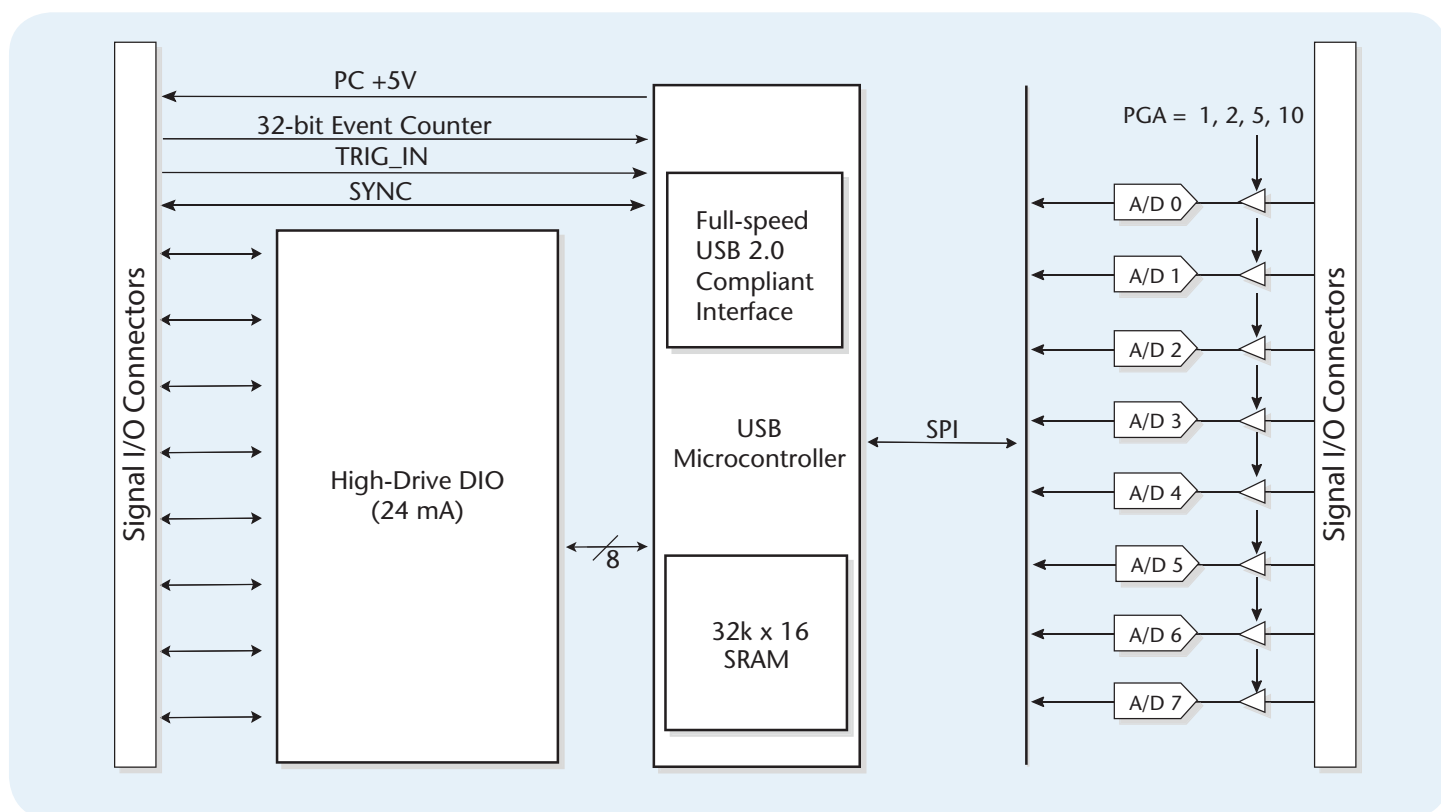 PC +5V
32-bit Event Counter
TRIG_IN
SYNC
Signal I/O Connectors
High-Drive DIO
(24 mA)
8
Full-speed
USB 2.0
Compliant
Interface
USB
Microcontroller
32k x 16
SRAM
SPI
PGA = 1, 2, 5, 10
A/D 0
A/D 1
A/D 2
A/D 3
A/D 4
A/D 5
A/D 6
A/D 7
Signal I/O Connectors